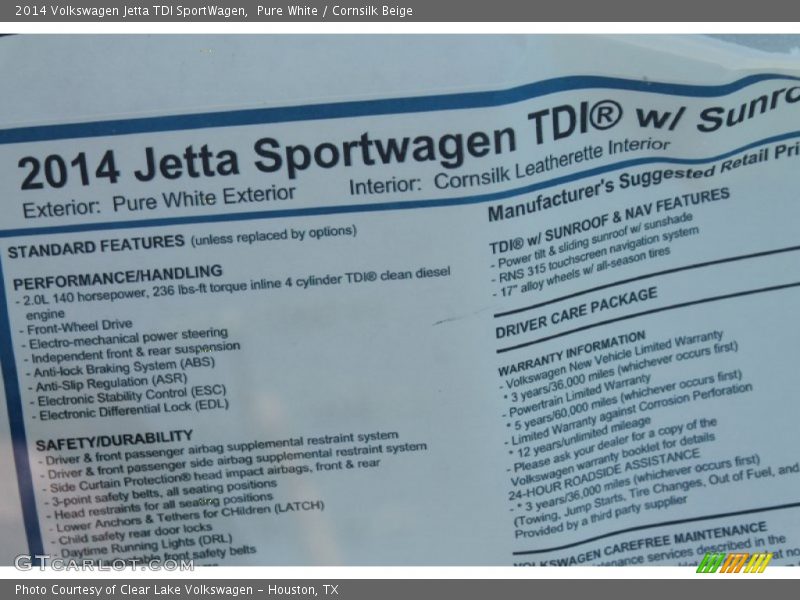 2014 Volkswagen Jetta TDI SportWagen,  Pure White / Cornsilk Beige
2014 Jetta Sportwagen TDI® w/ Sunro
Exterior: Pure White Exterior
Interior: Cornsilk Leatherette Interior
STANDARD FEATURES (unless replaced by options)
PERFORMANCE/HANDLING
- 2.0L 140 horsepower, 236 lbs-ft torque inline 4 cylinder TDI® clean diesel
engine
- Front-Wheel Drive
- Electro-mechanical power steering
- Independent front & rear suspension
- Anti-lock Braking System (ABS)
- Anti-Slip Regulation (ASR)
- Electronic Stability Control (ESC)
- Electronic Differential Lock (EDL)
SAFETY/DURABILITY
- Driver & front passenger airbag supplemental restraint system
- Driver & front passenger side airbag supplemental restraint system
- Side Curtain Protection® head impact airbags, front & rear
- 3-point safety belts, all seating positions
- Head restraints for all seating positions
- Lower Anchors & Tethers for CHildren (LATCH)
- Child safety rear door locks
- Daytime Running Lights (DRL)
front safety belts
Manufacturer's Suggested Retail Pri
TDI® w/ SUNROOF & NAV FEATURES
- Power tilt & sliding sunroof w/ sunshade
- RNS 315 touchscreen navigation system
- 17" alloy wheels w/ all-season tires
DRIVER CARE PACKAGE
WARRANTY INFORMATION
- Volkswagen New Vehicle Limited Warranty
* 3 years/36,000 miles (whichever occurs first)
- Powertrain Limited Warranty
* 5 years/60,000 miles (whichever occurs first)
- Limited Warranty against Corrosion Perforation
* 12 years/unlimited mileage
- Please ask your dealer for a copy of the
Volkswagen warranty booklet for details
24-HOUR ROADSIDE ASSISTANCE
- * 3 years/36,000 miles (whichever occurs first)
(Towing, Jump Starts, Tire Changes, Out of Fuel, and
Provided by a third party supplier
VOLKSWAGEN CAREFREE MAINTENANCE
services described in the
GTCARLOT.COM
Photo Courtesy of Clear Lake Volkswagen – Houston, TX